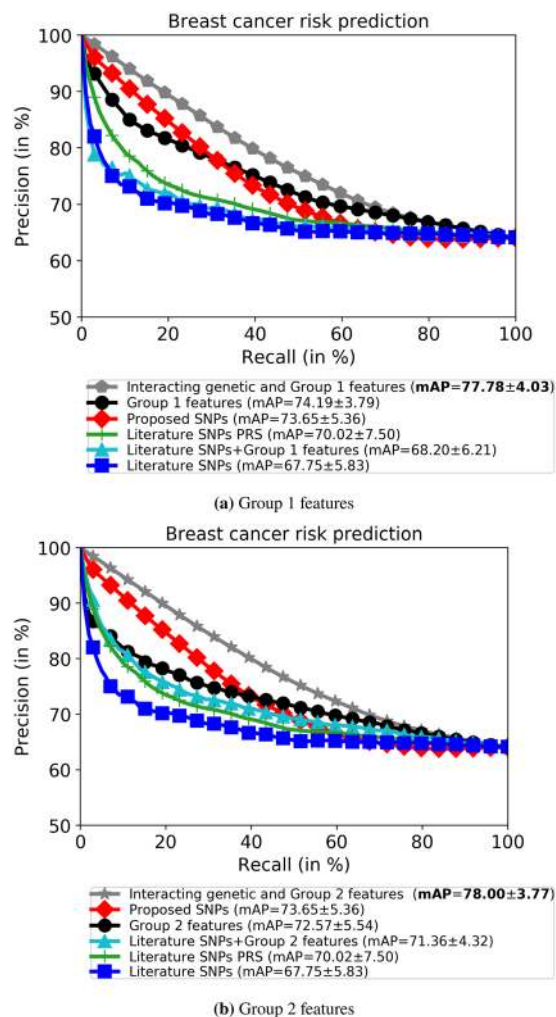 Breast cancer risk prediction
100
90
80
70
60
50
Precision (in %)
0 20 40 60 80 100
Recall (in %)
Interacting genetic and Group 1 features (mAP=77.78±4.03)
Group 1 features (mAP=74.19±3.79)
Proposed SNPs (mAP=73.65±5.36)
Literature SNPs PRS (mAP=70.02±7.50)
Literature SNPs+Group 1 features (mAP=68.20±6.21)
Literature SNPs (mAP=67.75±5.83)
(a) Group 1 features
Breast cancer risk prediction
100
90
80
70
60
50
Precision (in %)
0 20 40 60 80 100
Recall (in %)
Interacting genetic and Group 2 features (mAP=78.00±3.77)
Proposed SNPs (mAP=73.65±5.36)
Group 2 features (mAP=72.57±5.54)
Literature SNPs+Group 2 features (mAP=71.36±4.32)
Literature SNPs PRS (mAP=70.02±7.50)
Literature SNPs (mAP=67.75±5.83)
(b) Group 2 features